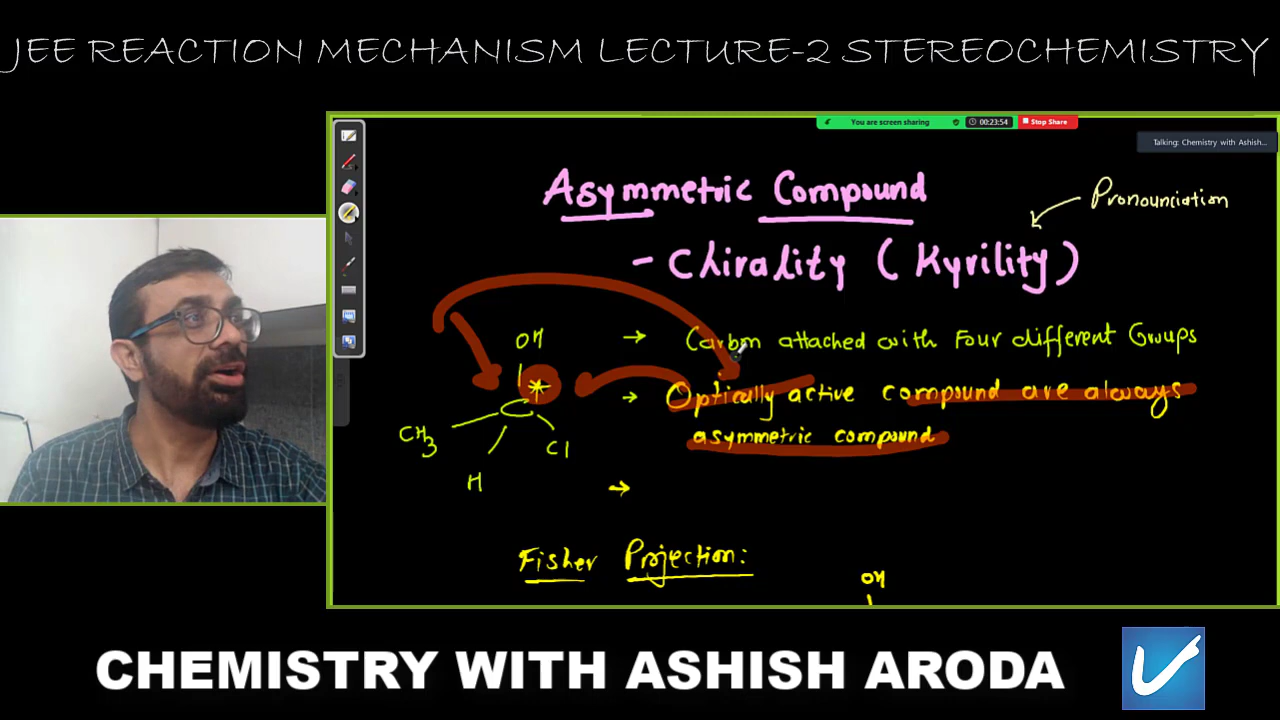 JEE REACTION MECHANISM LECTURE-2 STEREOCHEMISTRY
You are screen sharing
00:23:54
Stop Share
Talking: Chemistry with Ashish...
Asymmetric Compound
Pronounciation
- Chirality ( Kyrility )
OH
→ Carbon attached with Four different Groups
*
→ Optically active compound are always
asymmetric compound
CH3
C
Cl
H
→
Fisher Projection:
OH
CHEMISTRY WITH ASHISH ARODA